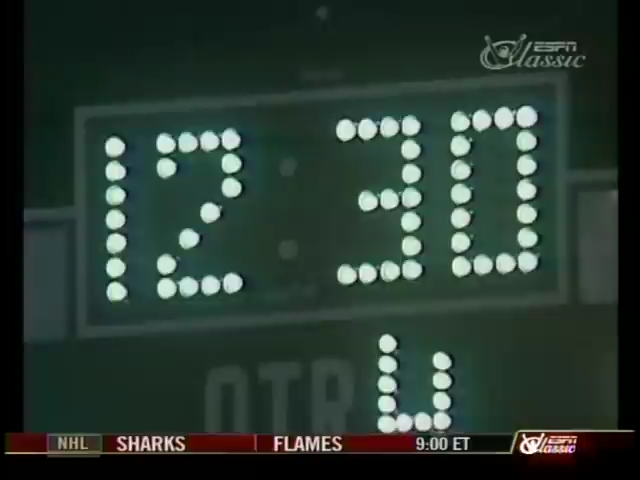 ESPN Classic
12 30
QTR 4
NHL SHARKS FLAMES 9:00 ET ESPN Classic